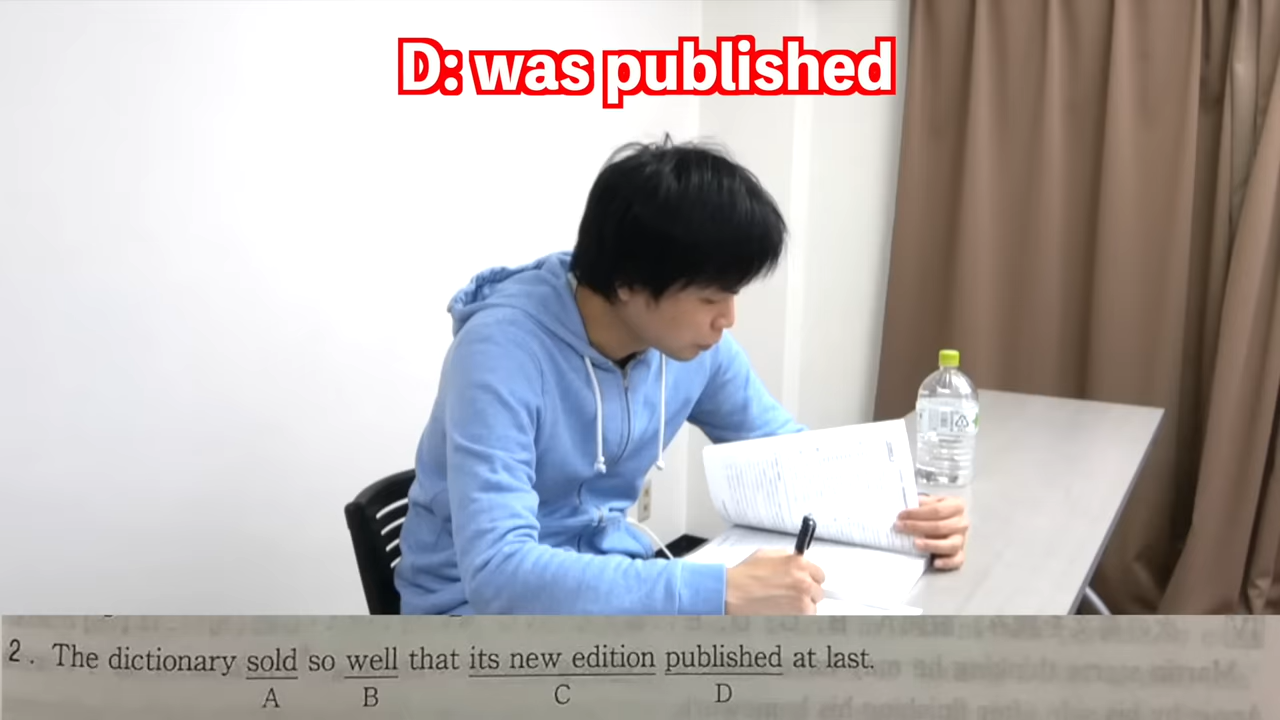 D: was published
2. The dictionary sold so well that its new edition published at last.
A B C D